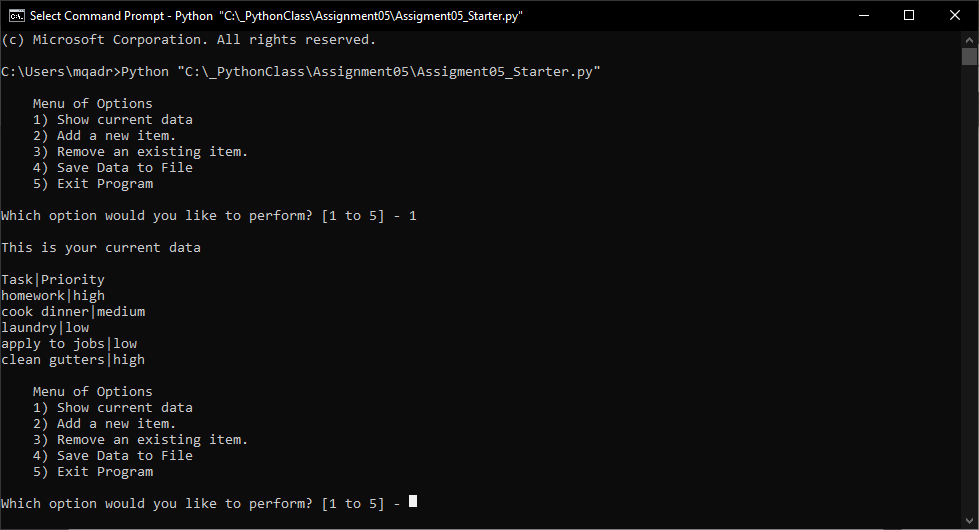 Select Command Prompt - Python "C:\_PythonClass\Assignment05\Assigment05_Starter.py"
(c) Microsoft Corporation. All rights reserved.
C:\Users\mqadr>Python "C:\_PythonClass\Assignment05\Assigment05_Starter.py"
Menu of Options
1) Show current data
2) Add a new item.
3) Remove an existing item.
4) Save Data to File
5) Exit Program
Which option would you like to perform? [1 to 5] - 1
This is your current data
Task|Priority
homework|high
cook dinner|medium
laundry|low
apply to jobs|low
clean gutters|high
Menu of Options
1) Show current data
2) Add a new item.
3) Remove an existing item.
4) Save Data to File
5) Exit Program
Which option would you like to perform? [1 to 5] -